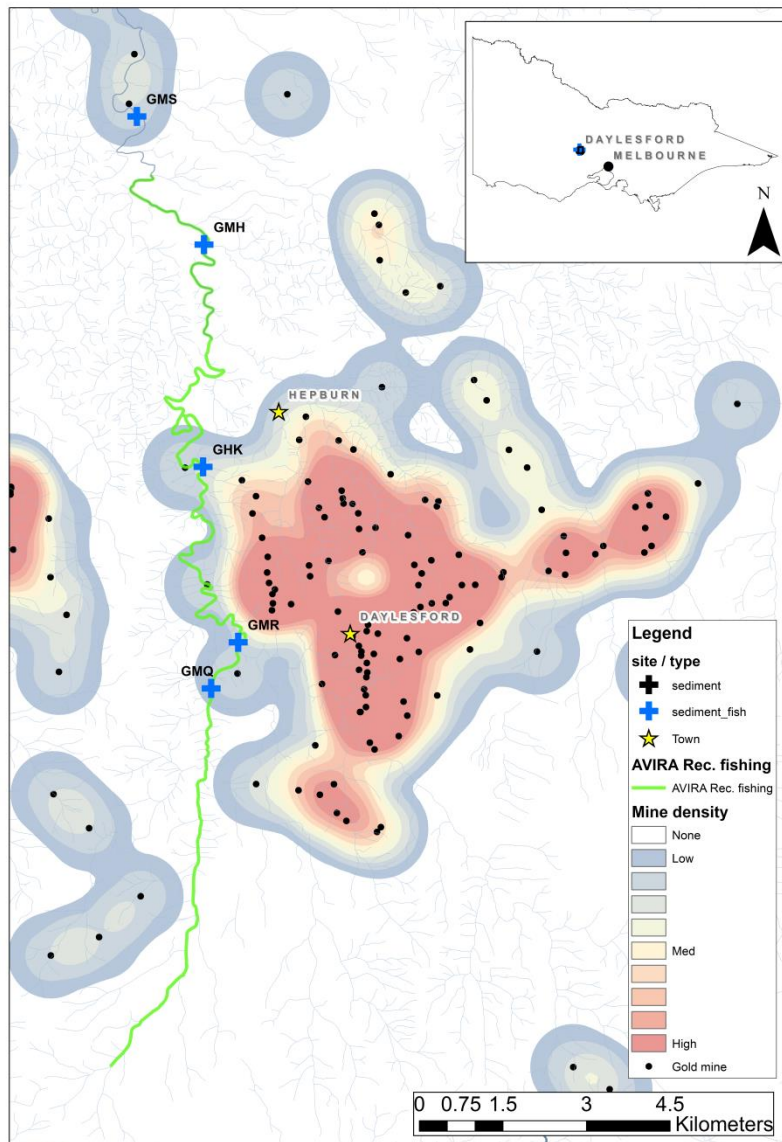 GMS
GMH
HEPBURN
GHK
DAYLESFORD
GMR
GMQ
DAYLESFORD
MELBOURNE
N
Legend
site / type
sediment
sediment_fish
Town
AVIRA Rec. fishing
AVIRA Rec. fishing
Mine density
None
Low
Med
High
Gold mine
0 0.75 1.5 3 4.5
Kilometers